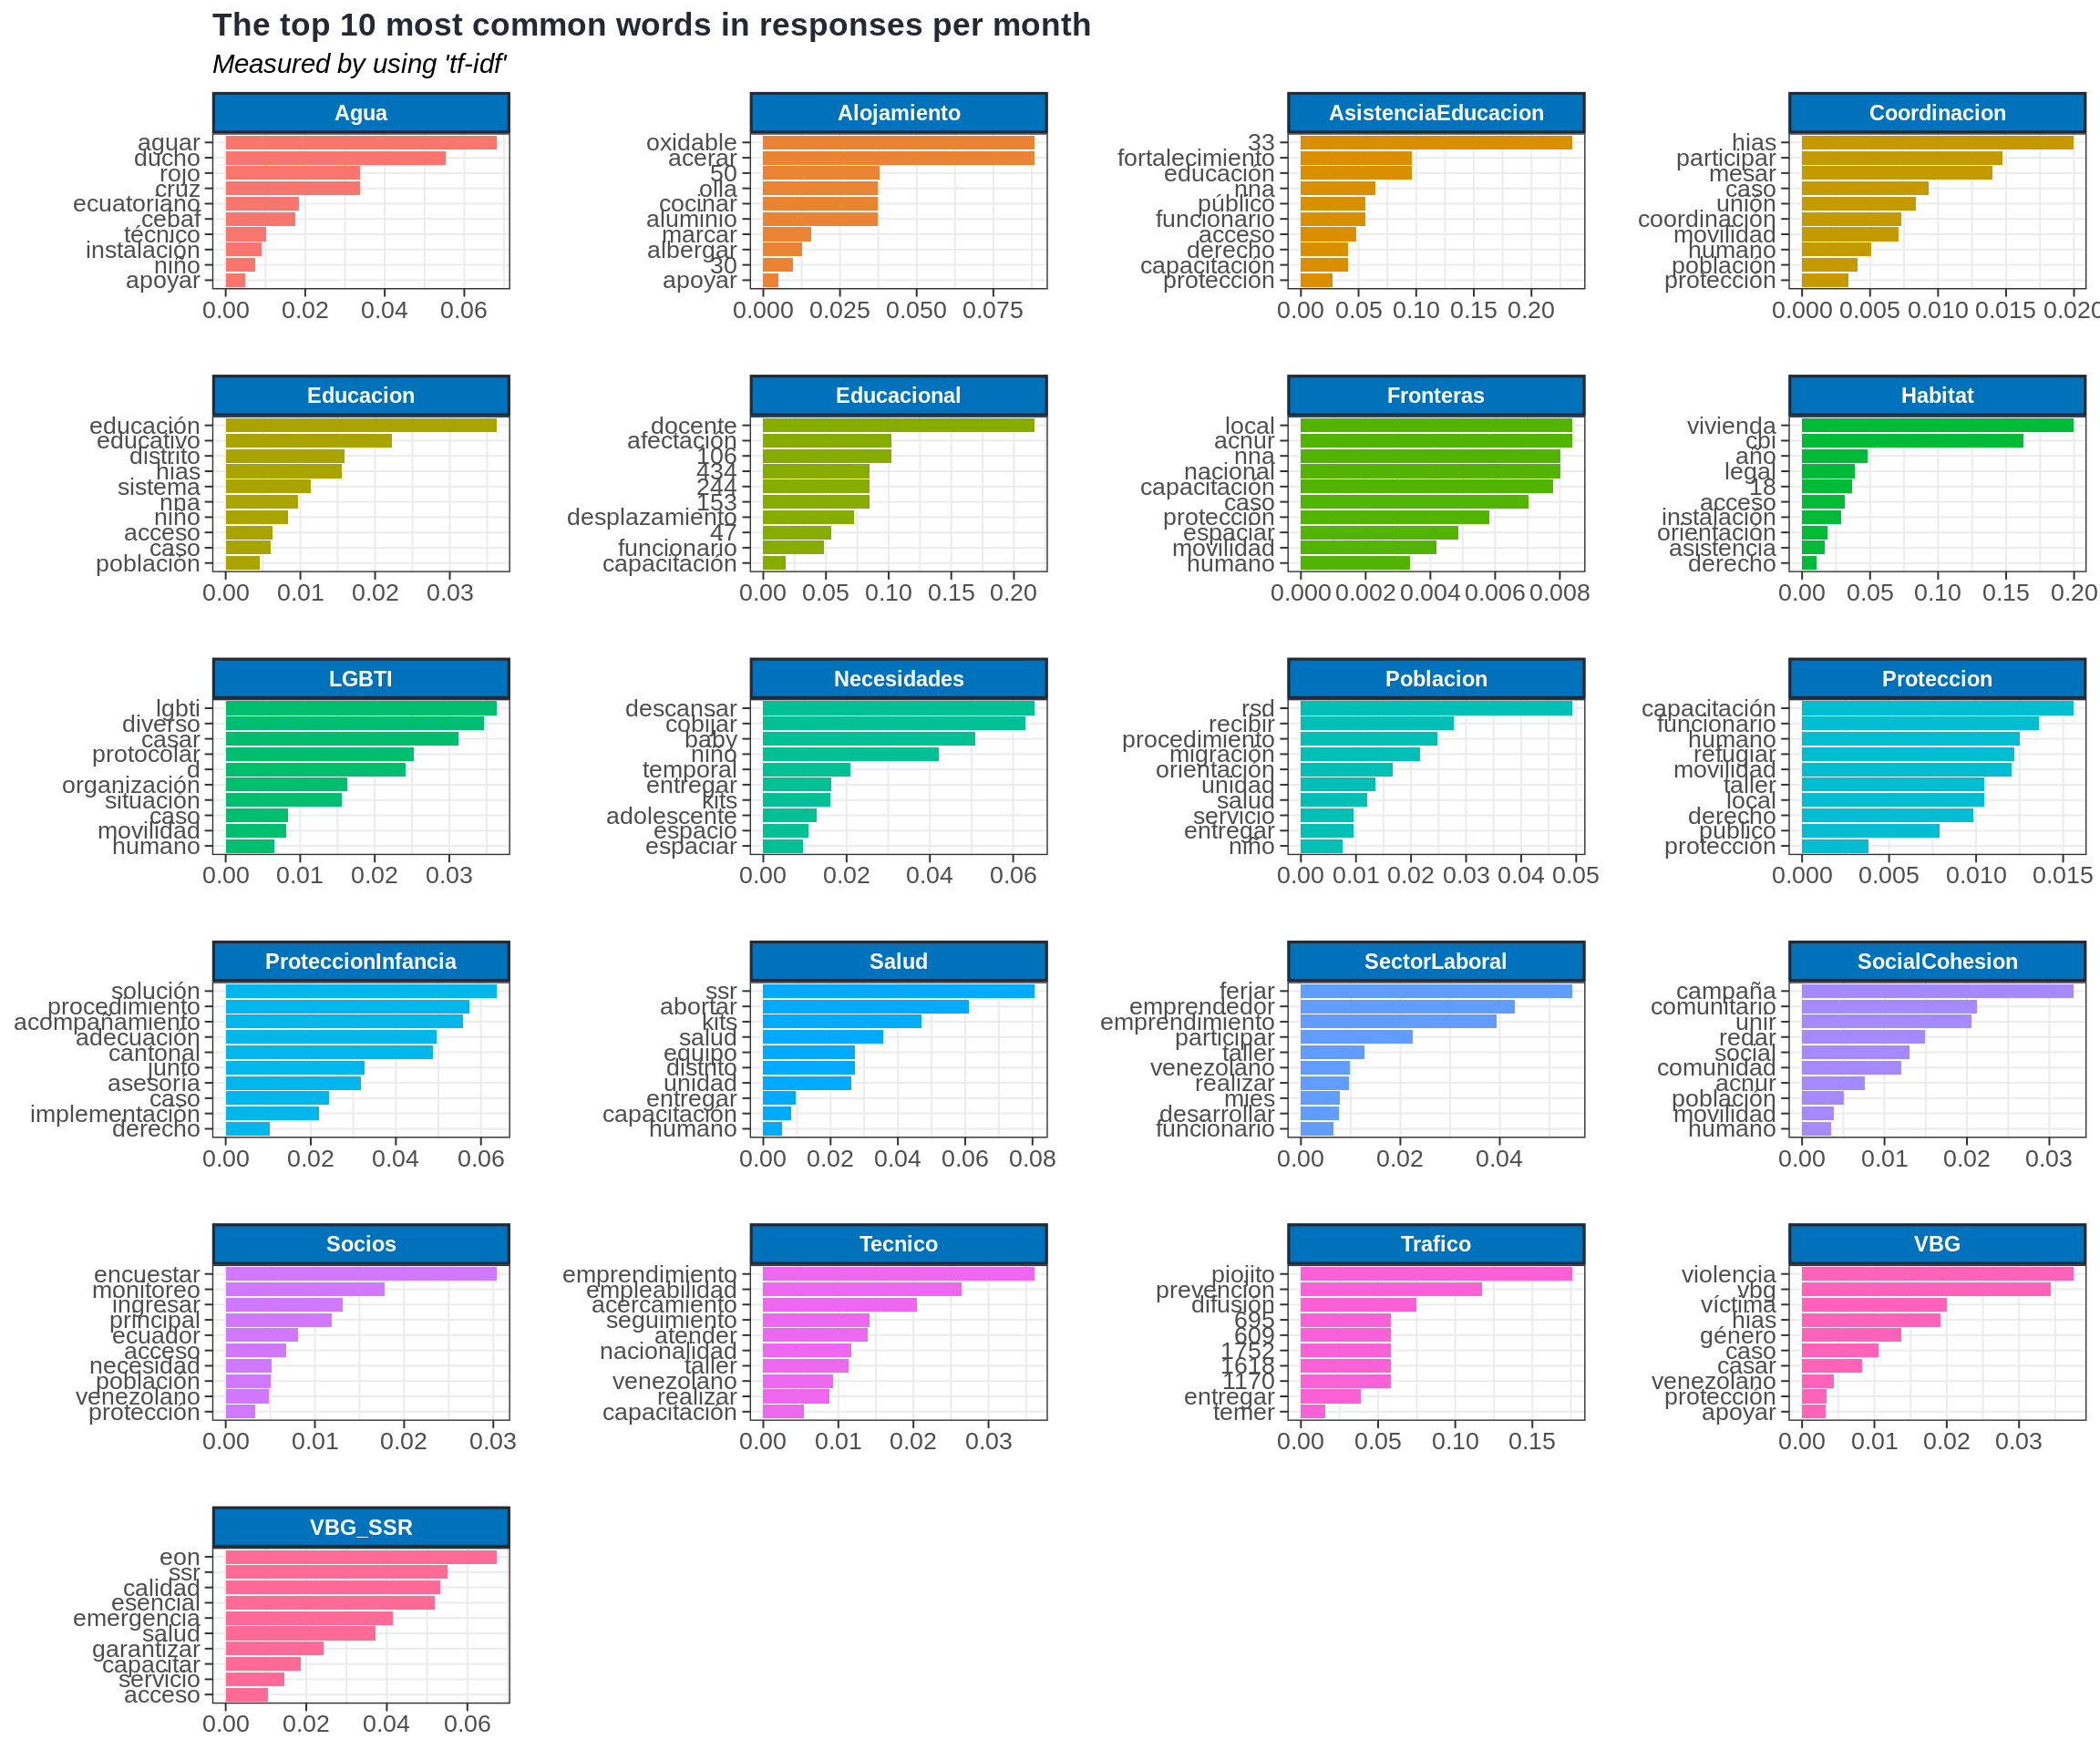 The top 10 most common words in responses per month
Measured by using 'tf-idf'
Agua
aguar
ducho
rojo
cruz
ecuatoriano
cebaf
técnico
instalación
niño
apoyar
0.00 0.02 0.04 0.06
Alojamiento
oxidable
acerar
50
olla
cocinar
aluminio
marcar
albergar
30
apoyar
0.000 0.025 0.050 0.075
AsistenciaEducacion
33
fortalecimiento
educación
nna
público
funcionario
acceso
derecho
capacitación
protección
0.00 0.05 0.10 0.15 0.20
Coordinacion
hias
participar
mesar
caso
unión
coordinación
movilidad
humano
población
protección
0.000 0.005 0.010 0.015 0.020
Educacion
educación
educativo
distrito
hias
sistema
nna
niño
acceso
caso
población
0.00 0.01 0.02 0.03
Educacional
docente
afectación
106
434
244
153
desplazamiento
47
funcionario
capacitación
0.00 0.05 0.10 0.15 0.20
Fronteras
local
acnur
nna
nacional
capacitación
caso
protección
espaciar
movilidad
humano
0.000 0.002 0.004 0.006 0.008
Habitat
vivienda
cbi
año
legal
18
acceso
instalación
orientación
asistencia
derecho
0.00 0.05 0.10 0.15 0.20
LGBTI
lgbti
diverso
casar
protocolar
d
organización
situación
caso
movilidad
humano
0.00 0.01 0.02 0.03
Necesidades
descansar
cobijar
baby
niño
temporal
entregar
kits
adolescente
espacio
espaciar
0.00 0.02 0.04 0.06
Poblacion
rsd
recibir
procedimiento
migración
orientación
unidad
salud
servicio
entregar
niño
0.00 0.01 0.02 0.03 0.04 0.05
Proteccion
capacitación
funcionario
humano
refugiar
movilidad
taller
local
derecho
público
protección
0.000 0.005 0.010 0.015
ProteccionInfancia
solución
procedimiento
acompañamiento
adecuación
cantonal
junto
asesoría
caso
implementación
derecho
0.00 0.02 0.04 0.06
Salud
ssr
abortar
kits
salud
equipo
distrito
unidad
entregar
capacitación
humano
0.00 0.02 0.04 0.06 0.08
SectorLaboral
feriar
emprendedor
emprendimiento
participar
taller
venezolano
realizar
mies
desarrollar
funcionario
0.00 0.02 0.04
SocialCohesion
campaña
comunitario
unir
redar
social
comunidad
acnur
población
movilidad
humano
0.00 0.01 0.02 0.03
Socios
encuestar
monitoreo
ingresar
principal
ecuador
acceso
necesidad
población
venezolano
protección
0.00 0.01 0.02 0.03
Tecnico
emprendimiento
empleabilidad
acercamiento
seguimiento
atender
nacionalidad
taller
venezolano
realizar
capacitación
0.00 0.01 0.02 0.03
Trafico
piojito
prevención
difusión
695
609
1752
1618
1170
entregar
temer
0.00 0.05 0.10 0.15
VBG
violencia
vbg
víctima
hias
género
caso
casar
venezolano
protección
apoyar
0.00 0.01 0.02 0.03
VBG_SSR
eon
ssr
calidad
esencial
emergencia
salud
garantizar
capacitar
servicio
acceso
0.00 0.02 0.04 0.06